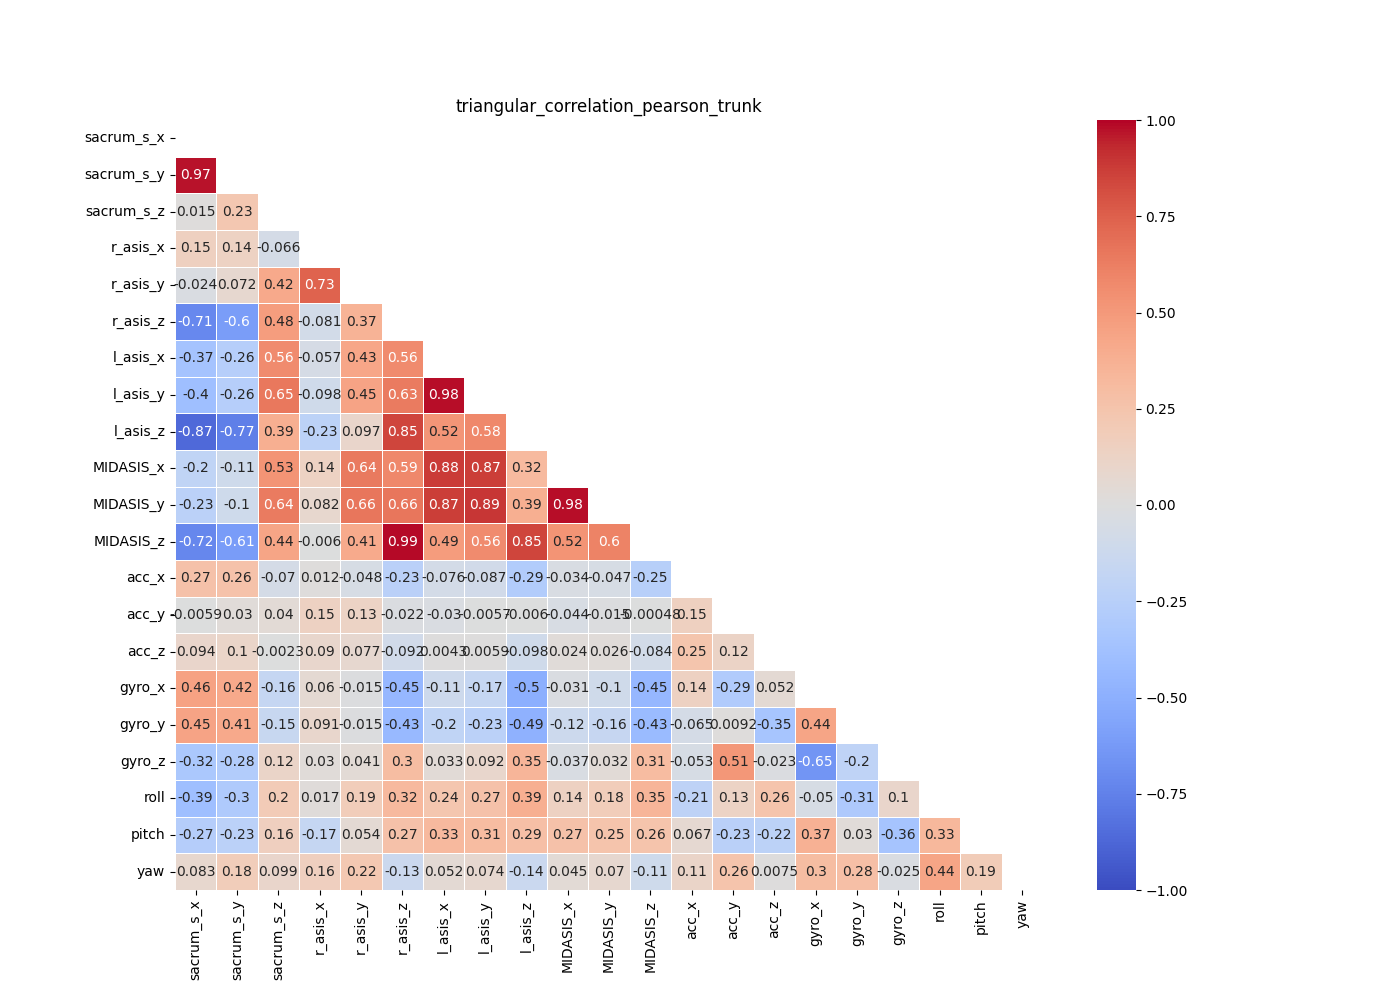 triangular_correlation_pearson_trunk
sacrum_s_x
sacrum_s_y 0.97
sacrum_s_z 0.015 0.23
r_asis_x 0.15 0.14 -0.066
r_asis_y -0.024 0.072 0.42 0.73
r_asis_z -0.71 -0.6 0.48 -0.081 0.37
l_asis_x -0.37 -0.26 0.56 -0.057 0.43 0.56
l_asis_y -0.4 -0.26 0.65 -0.098 0.45 0.63 0.98
l_asis_z -0.87 -0.77 0.39 -0.23 0.097 0.85 0.52 0.58
MIDASIS_x -0.2 -0.11 0.53 0.14 0.64 0.59 0.88 0.87 0.32
MIDASIS_y -0.23 -0.1 0.64 0.082 0.66 0.66 0.87 0.89 0.39 0.98
MIDASIS_z -0.72 -0.61 0.44 -0.006 0.41 0.99 0.49 0.56 0.85 0.52 0.6
acc_x 0.27 0.26 -0.07 0.012 -0.048 -0.23 -0.076 -0.087 -0.29 -0.034 -0.047 -0.25
acc_y -0.0059 0.03 0.04 0.15 0.13 -0.022 -0.03 -0.0057 -0.006 -0.044 -0.015 -0.00048 0.15
acc_z 0.094 0.1 -0.0023 0.09 0.077 -0.092 0.0043 0.0059 -0.098 0.024 0.026 -0.084 0.25 0.12
gyro_x 0.46 0.42 -0.16 0.06 -0.015 -0.45 -0.11 -0.17 -0.5 -0.031 -0.1 -0.45 0.14 -0.29 0.052
gyro_y 0.45 0.41 -0.15 0.091 -0.015 -0.43 -0.2 -0.23 -0.49 -0.12 -0.16 -0.43 -0.065 0.0092 -0.35 0.44
gyro_z -0.32 -0.28 0.12 0.03 0.041 0.3 0.033 0.092 0.35 -0.037 0.032 0.31 -0.053 0.51 -0.023 -0.65 -0.2
roll -0.39 -0.3 0.2 0.017 0.19 0.32 0.24 0.27 0.39 0.14 0.18 0.35 -0.21 0.13 0.26 -0.05 -0.31 0.1
pitch -0.27 -0.23 0.16 -0.17 0.054 0.27 0.33 0.31 0.29 0.27 0.25 0.26 0.067 -0.23 -0.22 0.37 0.03 -0.36 0.33
yaw 0.083 0.18 0.099 0.16 0.22 -0.13 0.052 0.074 -0.14 0.045 0.07 -0.11 0.11 0.26 0.0075 0.3 0.28 -0.025 0.44 0.19
sacrum_s_x
sacrum_s_y
sacrum_s_z
r_asis_x
r_asis_y
r_asis_z
l_asis_x
l_asis_y
l_asis_z
MIDASIS_x
MIDASIS_y
MIDASIS_z
acc_x
acc_y
acc_z
gyro_x
gyro_y
gyro_z
roll
pitch
yaw
1.00
0.75
0.50
0.25
0.00
−0.25
−0.50
−0.75
−1.00